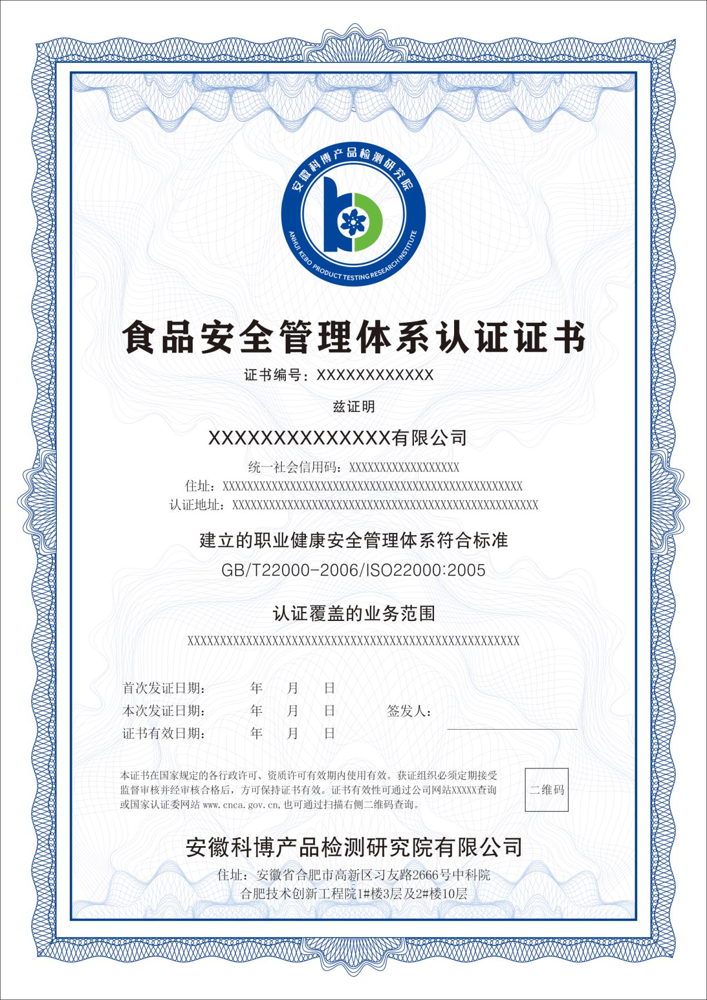 安徽科博产品检测研究院
ANHUI KEBO PRODUCT TESTING RESEARCH INSTITUTE
食品安全管理体系认证证书
证书编号：XXXXXXXXXXXX
兹证明
XXXXXXXXXXXXXX有限公司
统一社会信用码：XXXXXXXXXXXXXXXXXX
住址：XXXXXXXXXXXXXXXXXXXXXXXXXXXXXXXXXXXXXXXXXXXXXXXXX
认证地址：XXXXXXXXXXXXXXXXXXXXXXXXXXXXXXXXXXXXXXXXXXXXXXXXXX
建立的职业健康安全管理体系符合标准
GB/T22000-2006/ISO22000:2005
认证覆盖的业务范围
XXXXXXXXXXXXXXXXXXXXXXXXXXXXXXXXXXXXXXXXXXXXXXXXXXX
首次发证日期： 年 月 日
本次发证日期： 年 月 日 签发人：
证书有效日期： 年 月 日
本证书在国家规定的各行政许可、资质许可有效期内使用有效。获证组织必须定期接受
监督审核并经审核合格后，方可保持证书有效。证书有效性可通过公司网站XXXXX查询
或国家认证委网站 www.cnca.gov.cn,也可通过扫描右侧二维码查询。
二维码
安徽科博产品检测研究院有限公司
住址：安徽省合肥市高新区习友路2666号中科院
合肥技术创新工程院1#楼3层及2#楼10层